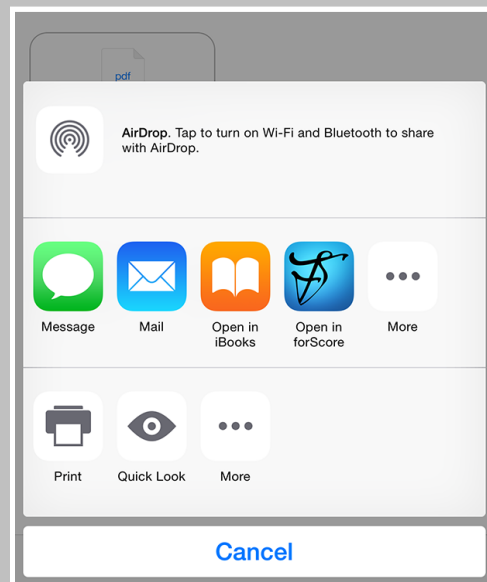 pdf
AirDrop. Tap to turn on Wi-Fi and Bluetooth to share
with AirDrop.
Message
Mail
Open in
iBooks
Open in
forScore
More
Print
Quick Look
More
Cancel